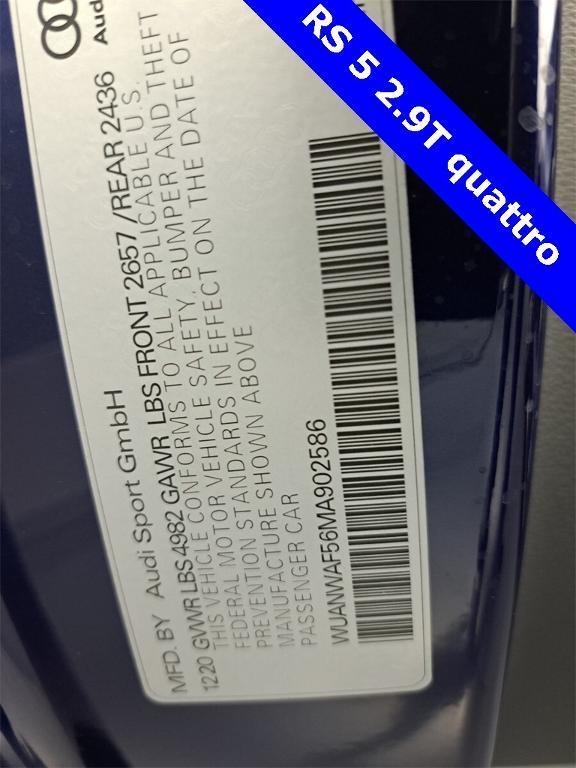 RS 5 2.9T quattro
Audi
MFD. BY Audi Sport GmbH
1220 GVWR LBS 4982 GAWR LBS FRONT 2657 /REAR 2436
THIS VEHICLE CONFORMS TO ALL APPLICABLE U.S.
FEDERAL MOTOR VEHICLE SAFETY, BUMPER AND THEFT
PREVENTION STANDARDS IN EFFECT ON THE DATE OF
MANUFACTURE SHOWN ABOVE
PASSENGER CAR
WUANWAF56MA902586